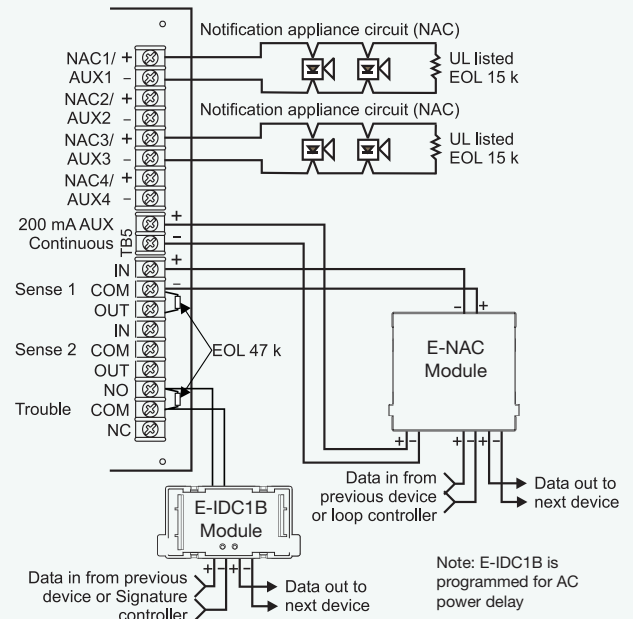 Notification appliance circuit (NAC)
NAC1/ +
AUX1 –
NAC2/ +
AUX2 –
UL listed
EOL 15 k
Notification appliance circuit (NAC)
NAC3/ +
AUX3 –
NAC4/ +
AUX4 –
UL listed
EOL 15 k
200 mA AUX +
Continuous –
TB5
IN +
Sense 1 COM –
OUT
IN
Sense 2 COM
OUT
EOL 47 k
NO
Trouble COM
NC
– +
E-NAC
Module
+ – + – + –
Data in from
previous device
or loop controller
Data out to
next device
E-IDC1B
Module
+ – + –
Data in from previous
device or Signature
controller
Data out to
next device
Note: E-IDC1B is
programmed for AC
power delay